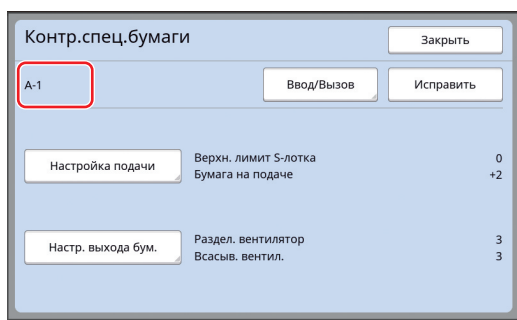 Контр.спец.бумаги
Закрыть
A-1
Ввод/Вызов
Исправить
Настройка подачи
Верхн. лимит S-лотка 0
Бумага на подаче +2
Настр. выхода бум.
Раздел. вентилятор 3
Всасыв. вентил. 3